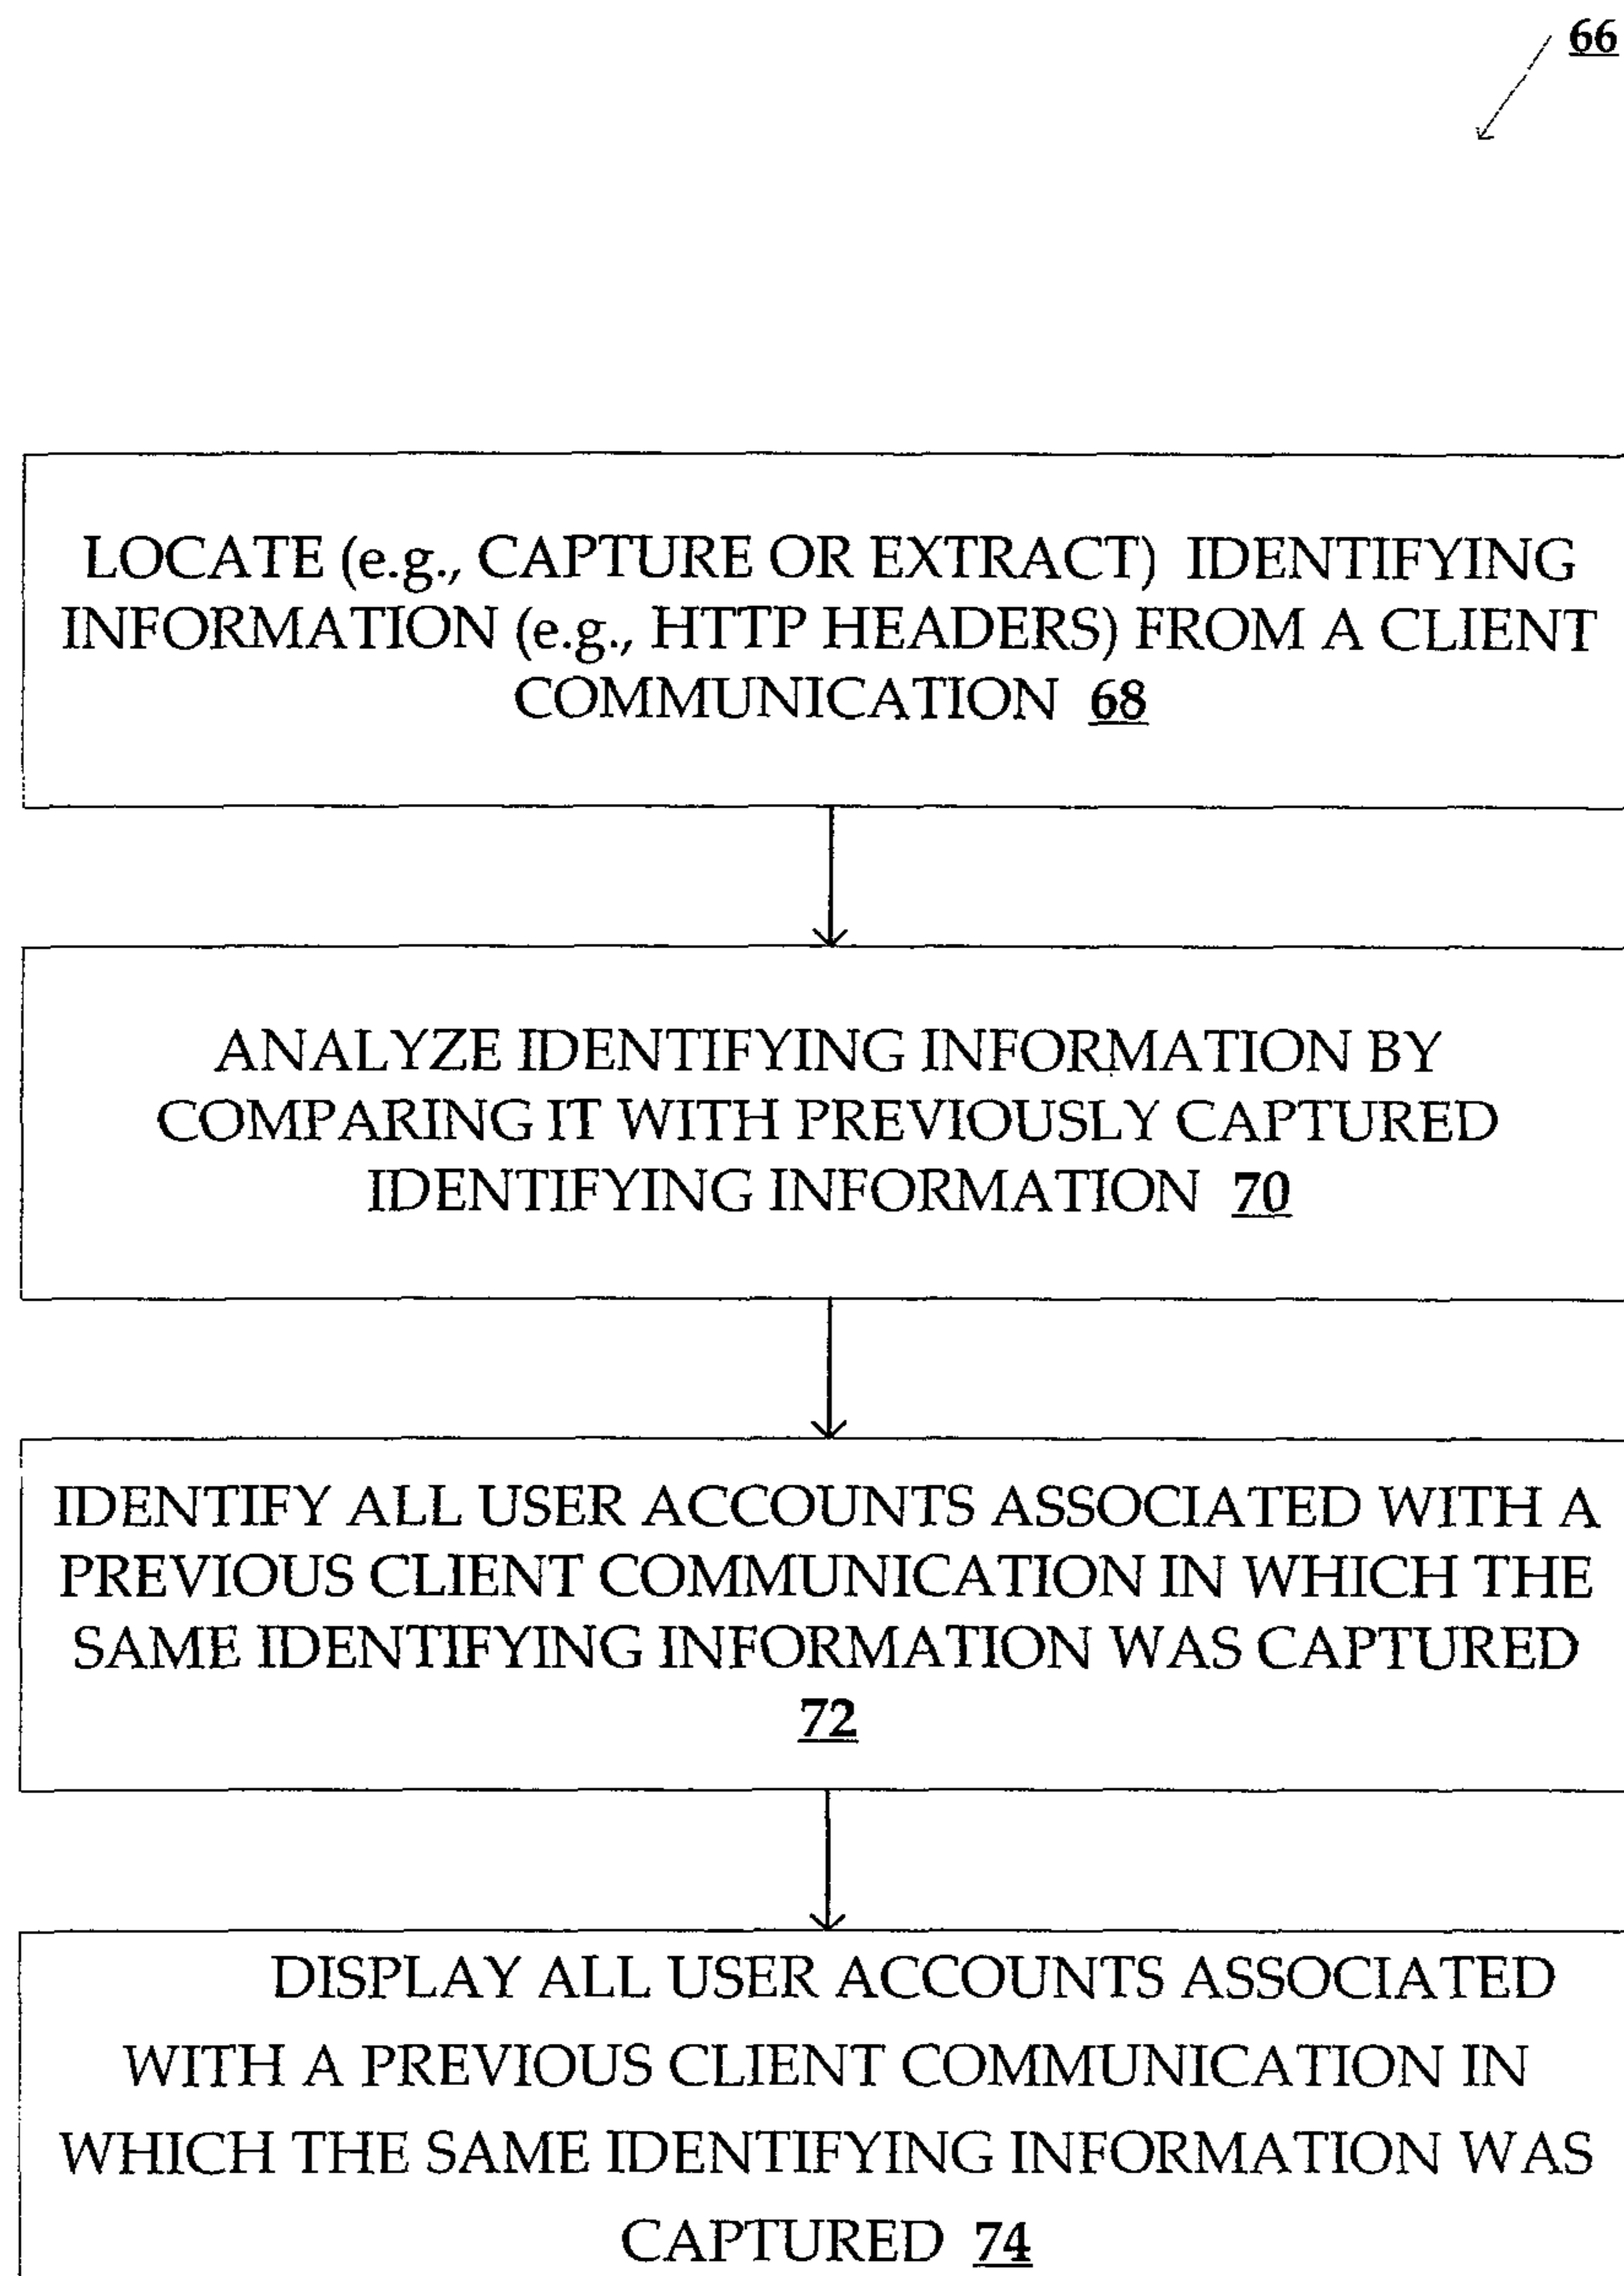 66
LOCATE (e.g., CAPTURE OR EXTRACT) IDENTIFYING
INFORMATION (e.g., HTTP HEADERS) FROM A CLIENT
COMMUNICATION 68
ANALYZE IDENTIFYING INFORMATION BY
COMPARING IT WITH PREVIOUSLY CAPTURED
IDENTIFYING INFORMATION 70
IDENTIFY ALL USER ACCOUNTS ASSOCIATED WITH A
PREVIOUS CLIENT COMMUNICATION IN WHICH THE
SAME IDENTIFYING INFORMATION WAS CAPTURED
72
DISPLAY ALL USER ACCOUNTS ASSOCIATED
WITH A PREVIOUS CLIENT COMMUNICATION IN
WHICH THE SAME IDENTIFYING INFORMATION WAS
CAPTURED 74